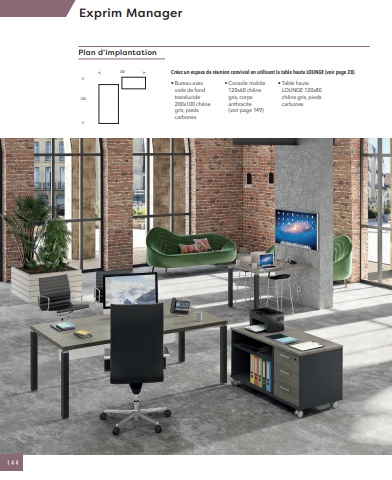 Exprim Manager
Plan d'implantation
Créez un espace de réunion convivial en utilisant la table haute LOUNGE (voir page 28)
• Bureau avec
voile de fond
translucide
200x100 chêne
gris, pieds
carbones
• Console mobile
120x60 chêne
gris, corps
anthracite
(voir page 149)
• Table haute
LOUNGE 120x80
chêne gris, pieds
carbones
144